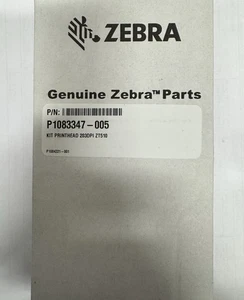 ZEBRA
Genuine Zebra™ Parts
P/N:
P1083347-005
KIT PRINTHEAD 203DPI ZT510